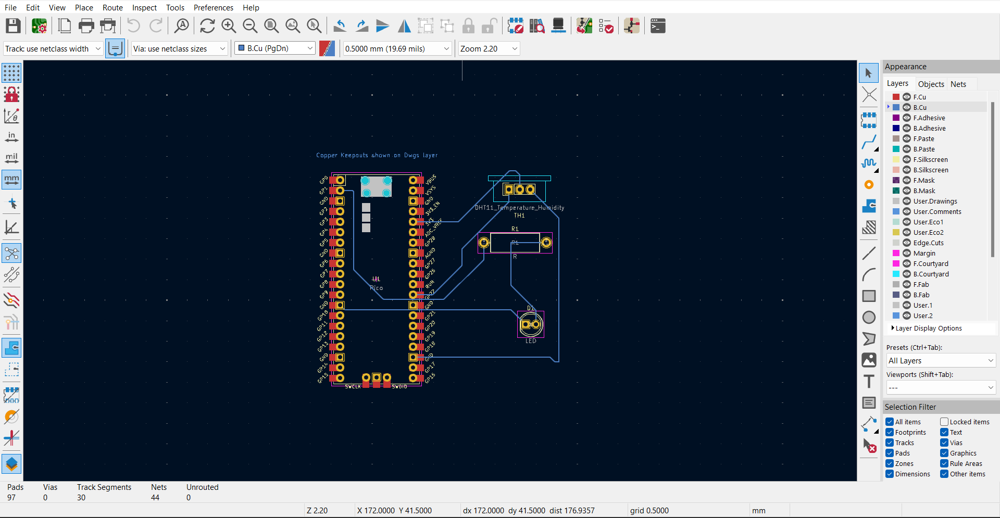 File Edit View Place Route Inspect Tools Preferences Help
Track: use netclass width
Via: use netclass sizes
B.Cu (PgDn)
0.5000 mm (19.69 mils)
Zoom 2.20
in
mil
mm
Copper Keepouts shown on Dwgs layer
GP0
GP1
GND
GP2
GP3
GP4
GP5
GND
GP6
GP7
GP8
GP9
GND
GP10
GP11
GP12
GP13
GND
GP14
GP15
VBUS
VSYS
GND
3V3_EN
3V3
ADC_VREF
GP28
AGND
GP27
GP26
RUN
GP22
GND
GP21
GP20
GP19
GP18
GND
GP17
GP16
U1
Pico
SWCLK
SWDIO
DHT11_Temperature_Humidity
TH1
R1
R1
R
D1
LED
Appearance
Layers Objects Nets
F.Cu
B.Cu
F.Adhesive
B.Adhesive
F.Paste
B.Paste
F.Silkscreen
B.Silkscreen
F.Mask
B.Mask
User.Drawings
User.Comments
User.Eco1
User.Eco2
Edge.Cuts
Margin
F.Courtyard
B.Courtyard
F.Fab
B.Fab
User.1
User.2
Layer Display Options
Presets (Ctrl+Tab):
All Layers
Viewports (Shift+Tab):
---
Selection Filter
All items Locked items
Footprints Text
Tracks Vias
Pads Graphics
Zones Rule Areas
Dimensions Other items
Pads Vias Track Segments Nets Unrouted
97 0 30 44 0
Z 2.20 X 172.0000 Y 41.5000 dx 172.0000 dy 41.5000 dist 176.9357 grid 0.5000 mm